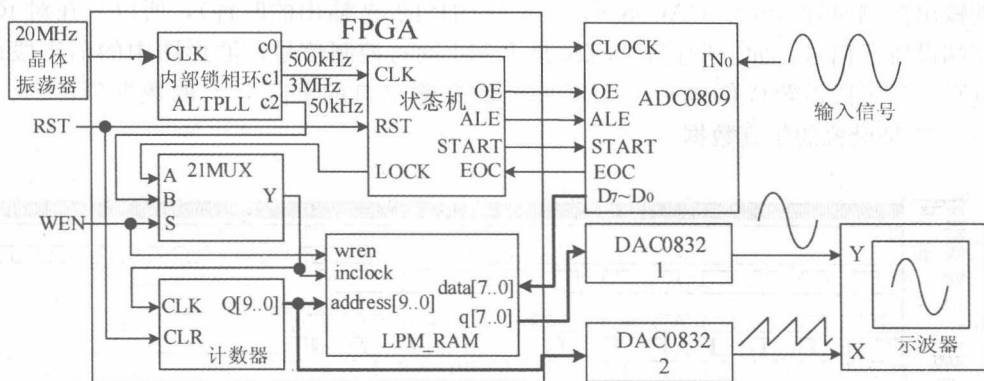 FPGA
20MHz
晶体
振荡器
CLK
内部锁相环
ALTPLL
c0
c1
c2
500kHz
3MHz
50kHz
CLK
状态机
RST
OE
ALE
START
LOCK
EOC
CLOCK
IN₀
OE
ADC0809
ALE
START
EOC
D₇~D₀
输入信号
RST
WEN
21MUX
A
B
S
Y
wren
inclock
address[9..0]
data[7..0]
q[7..0]
LPM_RAM
CLK
Q[9..0]
CLR
计数器
DAC0832
1
DAC0832
2
Y
X
示波器